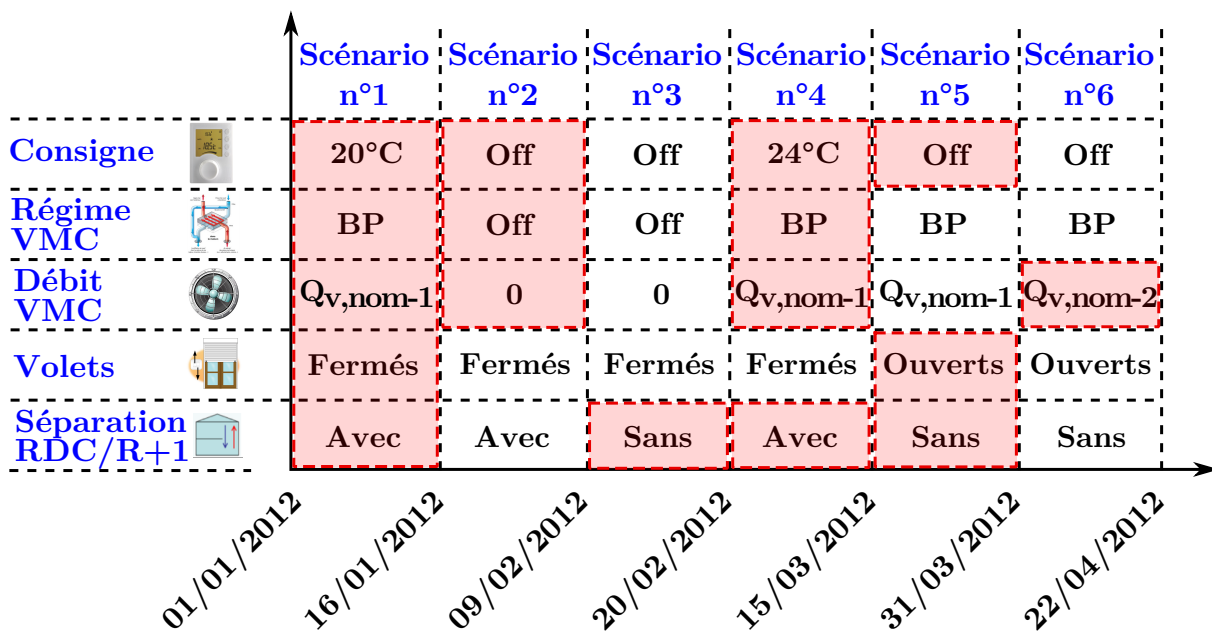 Scénario Scénario Scénario Scénario Scénario Scénario
n°1 n°2 n°3 n°4 n°5 n°6
Consigne 20°C Off Off 24°C Off Off
Régime
VMC BP Off Off BP BP BP
Débit
VMC Qv,nom-1 0 0 Qv,nom-1 Qv,nom-1 Qv,nom-2
Volets Fermés Fermés Fermés Fermés Ouverts Ouverts
Séparation
RDC/R+1 Avec Avec Sans Avec Sans Sans
01/01/2012 16/01/2012 09/02/2012 20/02/2012 15/03/2012 31/03/2012 22/04/2012